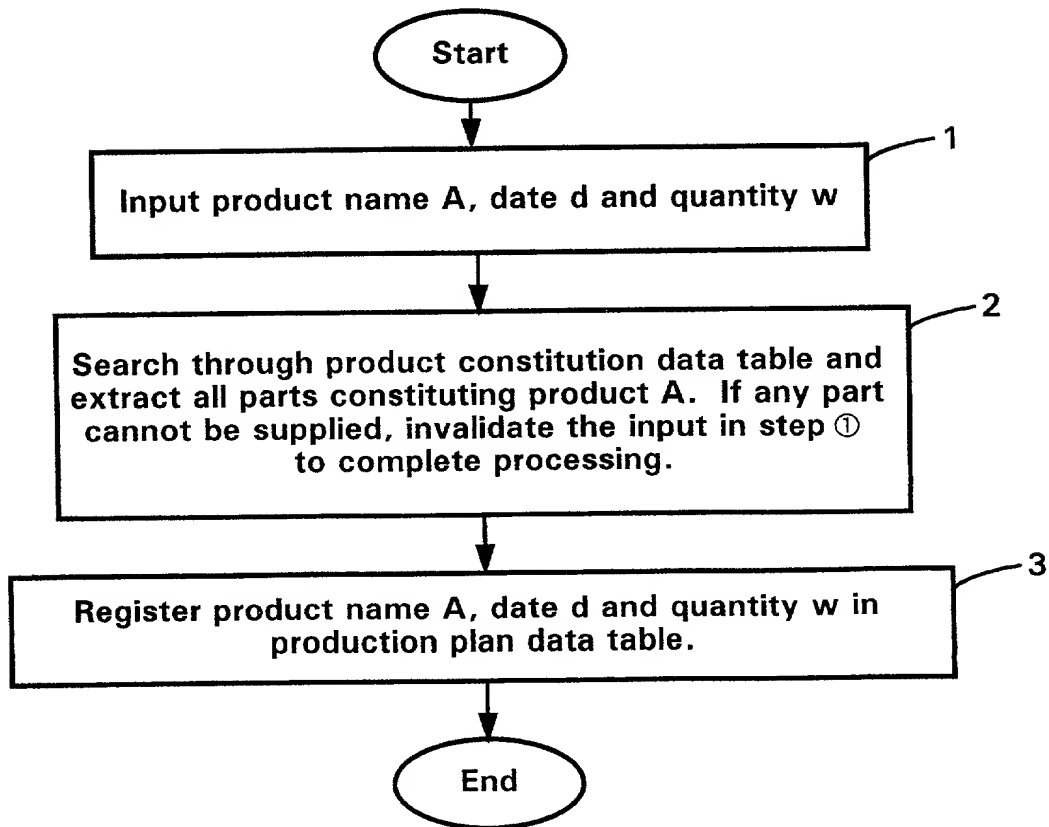 Start
1
Input product name A, date d and quantity w
2
Search through product constitution data table and
extract all parts constituting product A. If any part
cannot be supplied, invalidate the input in step ①
to complete processing.
3
Register product name A, date d and quantity w in
production plan data table.
End